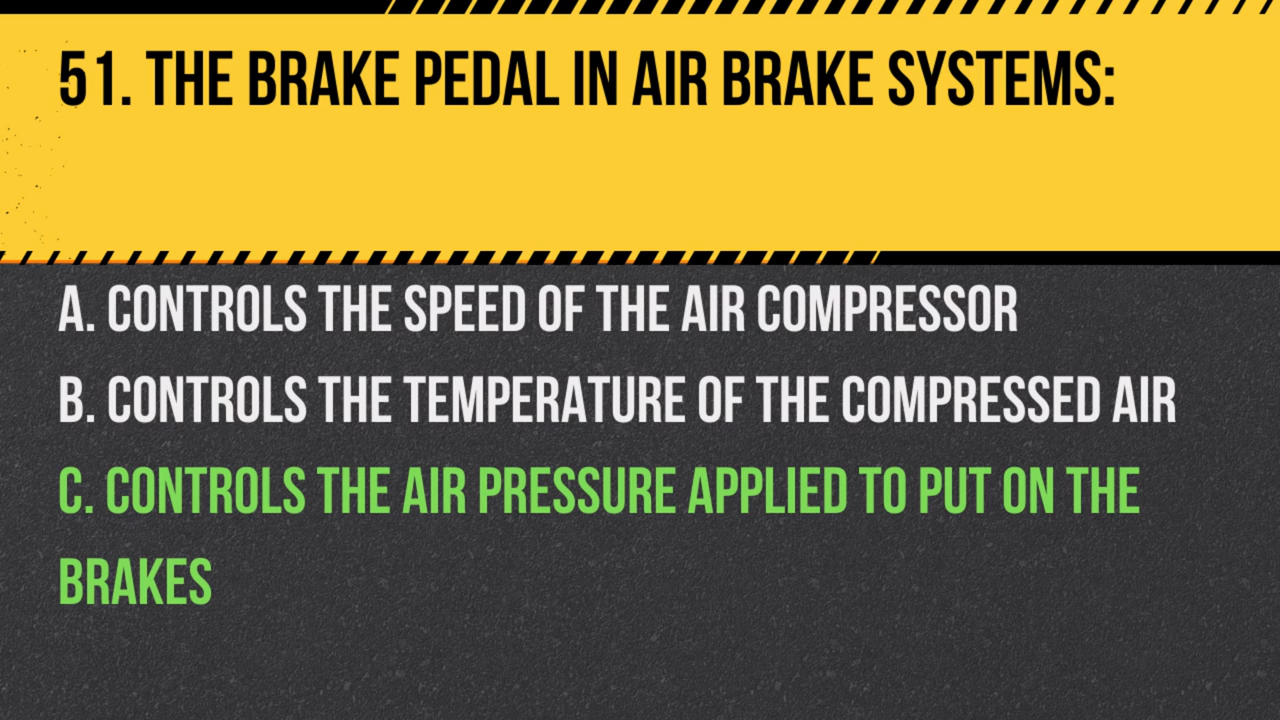 51. THE BRAKE PEDAL IN AIR BRAKE SYSTEMS:
A. CONTROLS THE SPEED OF THE AIR COMPRESSOR
B. CONTROLS THE TEMPERATURE OF THE COMPRESSED AIR
C. CONTROLS THE AIR PRESSURE APPLIED TO PUT ON THE
BRAKES